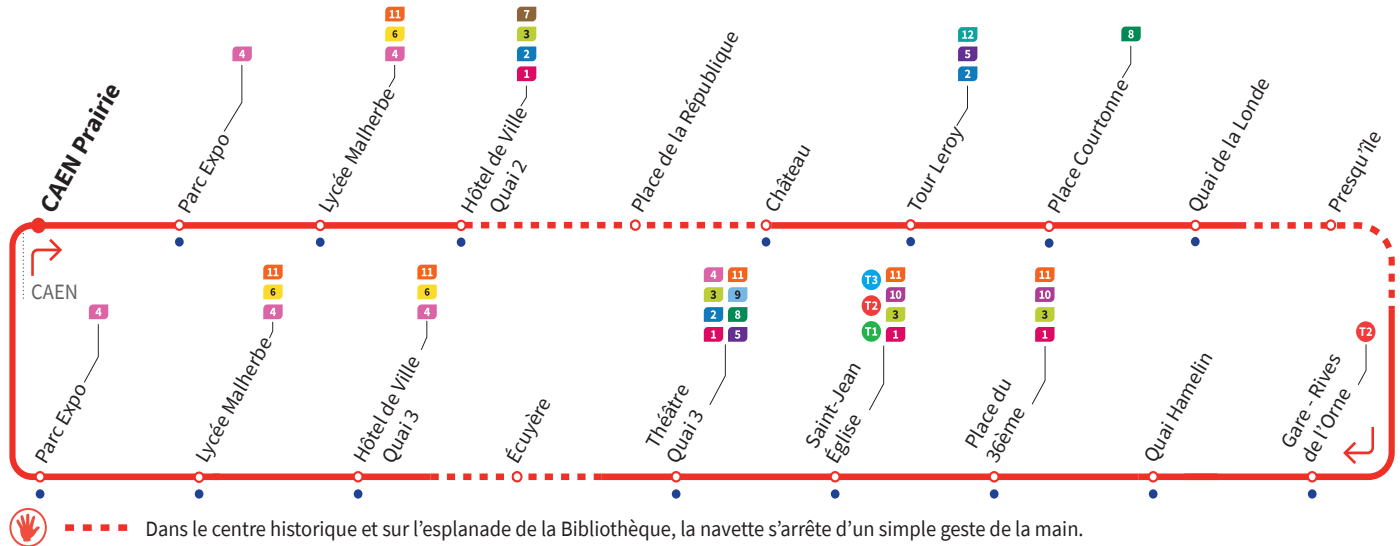 CAEN Prairie
4
Parc Expo
11
6
4
Lycée Malherbe
7
3
2
1
Hôtel de Ville
Quai 2
Place de la République
Château
12
5
2
Tour Leroy
8
Place Courtonne
Quai de la Londe
Presqu'île
CAEN
4
Parc Expo
11
6
4
Lycée Malherbe
11
6
4
Hôtel de Ville
Quai 3
Écuyère
4 11
3 9
2 8
1 5
Théâtre
Quai 3
T3 11
T2 10
3
T1 1
Saint-Jean
Église
11
10
3
1
Place du
36ème
Quai Hamelin
T2
Gare - Rives
de l'Orne
Dans le centre historique et sur l'esplanade de la Bibliothèque, la navette s'arrête d'un simple geste de la main.